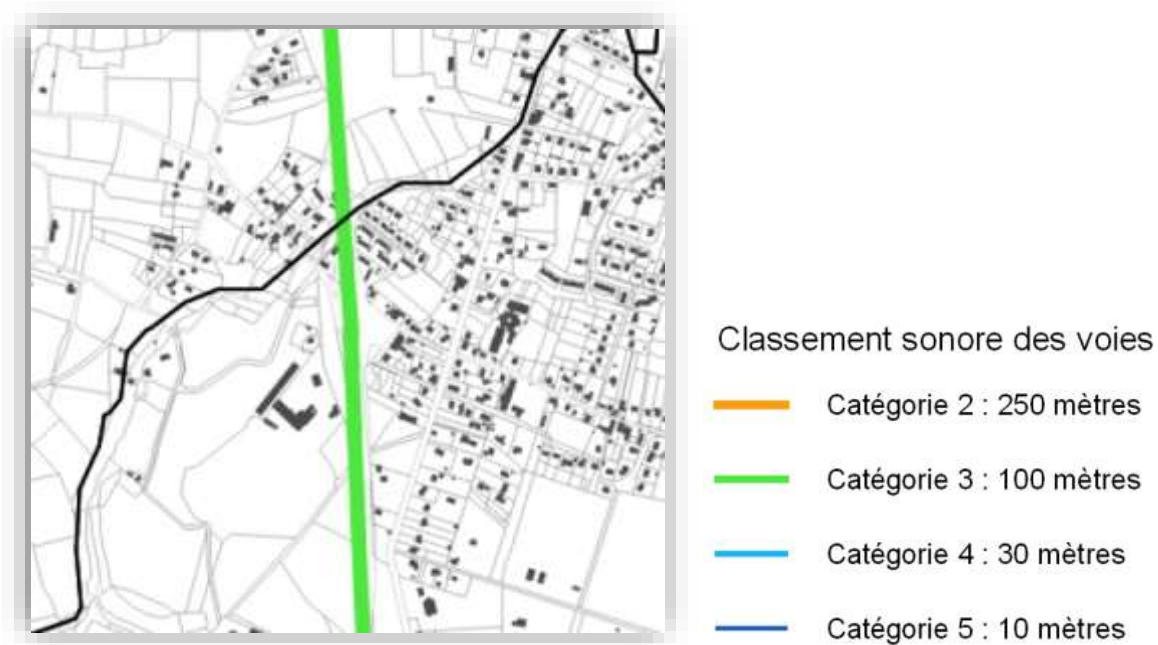 Classement sonore des voies
Catégorie 2 : 250 mètres
Catégorie 3 : 100 mètres
Catégorie 4 : 30 mètres
Catégorie 5 : 10 mètres